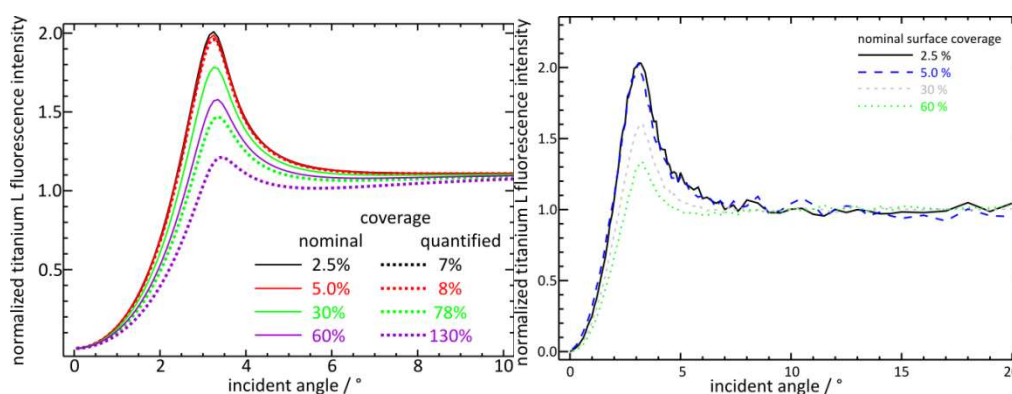 normalized titanium L fluorescence intensity
2.0
1.5
1.0
0.5
0 2 4 6 8 10
incident angle / °
coverage
nominal quantified
2.5% 7%
5.0% 8%
30% 78%
60% 130%
normalized titanium L fluorescence intensity
2.0
1.5
1.0
0.5
0.0
0 5 10 15 20
incident angle / °
nominal surface coverage
2.5 %
5.0 %
30 %
60 %